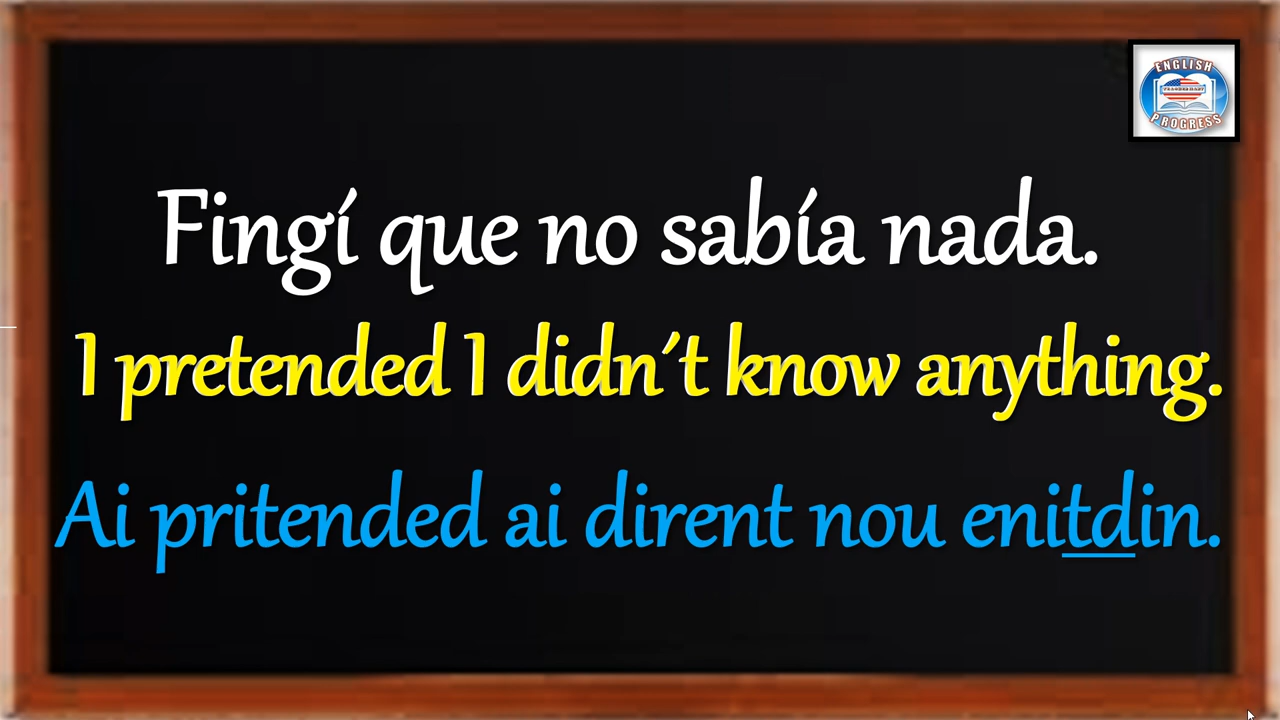 ENGLISH
PROGRESS
Fingí que no sabía nada.
I pretended I didn´t know anything.
Ai pritended ai dirent nou enitdin.